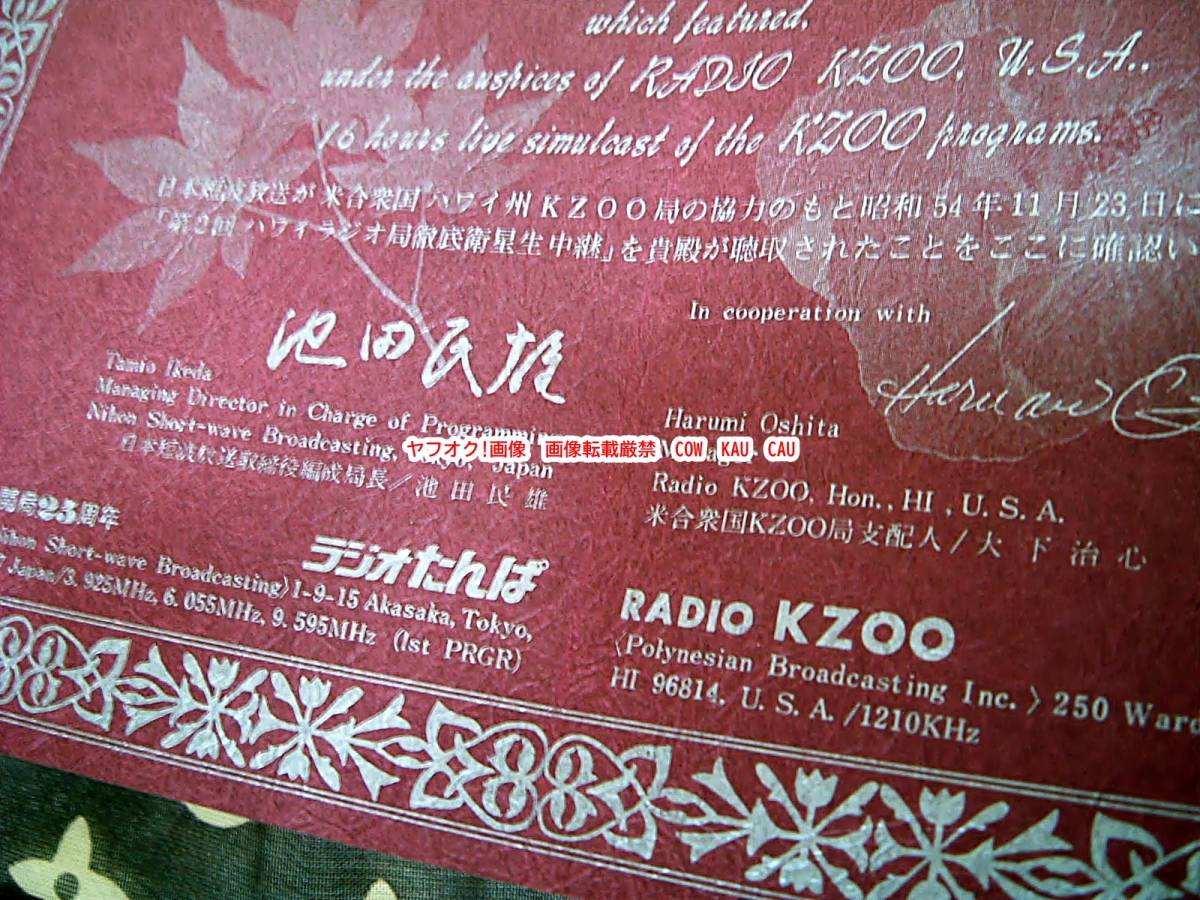 which featured,
under the auspices of RADIO KZOO, U.S.A.,
16 hours live simulcast of the KZOO programs.
日本短波放送が米合衆国ハワイ州KZOO局の協力のもと昭和54年11月23日に
「第2回ハワイラジオ局徹底衛星生中継」を貴殿が聴取されたことをここに確認い
In cooperation with
池田民雄
Tamio Ikeda
Managing Director in Charge of Programming
Nihon Short-wave Broadcasting, Tokyo, Japan
日本短波放送取締役編成局長／池田民雄
Harumi Oshita
Manager
Radio KZOO, Hon., HI, U.S.A.
米合衆国KZOO局支配人／大下治心
ヤフオク!画像 画像転載厳禁 COW KAU CAU
開局25周年
ラジオたんぱ
Nihon Short-wave Broadcasting〉1-9-15 Akasaka, Tokyo,
Japan/3.925MHz, 6.055MHz, 9.595MHz (1st PRGR)
RADIO KZOO
〈Polynesian Broadcasting Inc.〉250 Ward
HI 96814, U.S.A./1210KHz